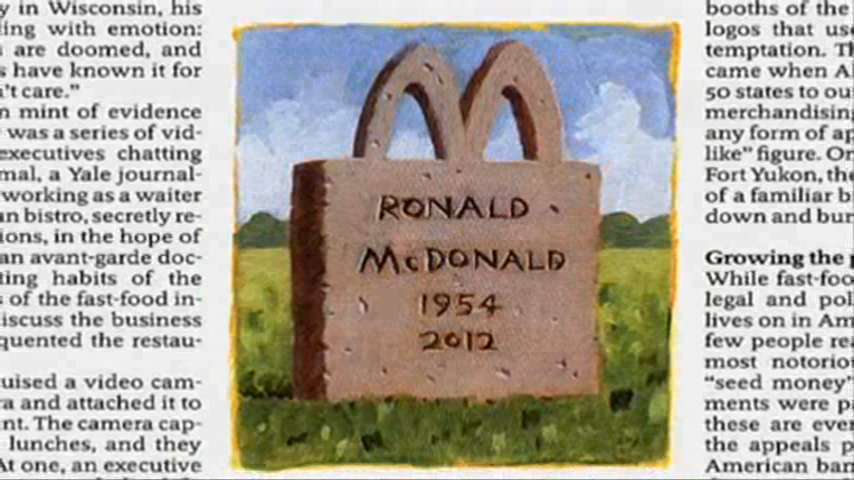 y in Wisconsin, his
ling with emotion:
s are doomed, and
s have known it for
't care.”
n mint of evidence
was a series of vid-
executives chatting
mal, a Yale journal-
working as a waiter
an bistro, secretly re-
ions, in the hope of
an avant-garde doc-
ting habits of the
s of the fast-food in-
iscuss the business
quented the restau-
uised a video cam-
ra and attached it to
nt. The camera cap-
lunches, and they
At one, an executive
RONALD
McDONALD
1954
2012
booths of the
logos that us
temptation. Th
came when A
50 states to ou
merchandising
any form of ap
like” figure. On
Fort Yukon, the
of a familiar b
down and bur
Growing the p
While fast-foo
legal and pol
lives on in Am
few people rea
most notorio
“seed money”
ments were p
these are ever
the appeals p
American ban